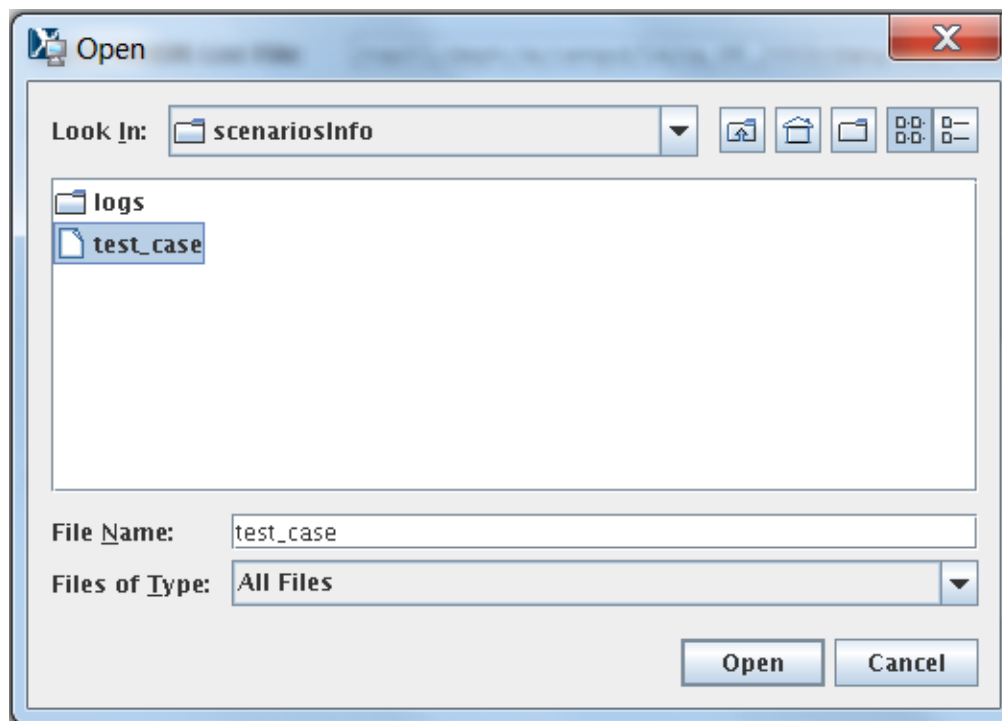 Open
Look In: scenariosInfo
logs
test_case
File Name: test_case
Files of Type: All Files
Open Cancel